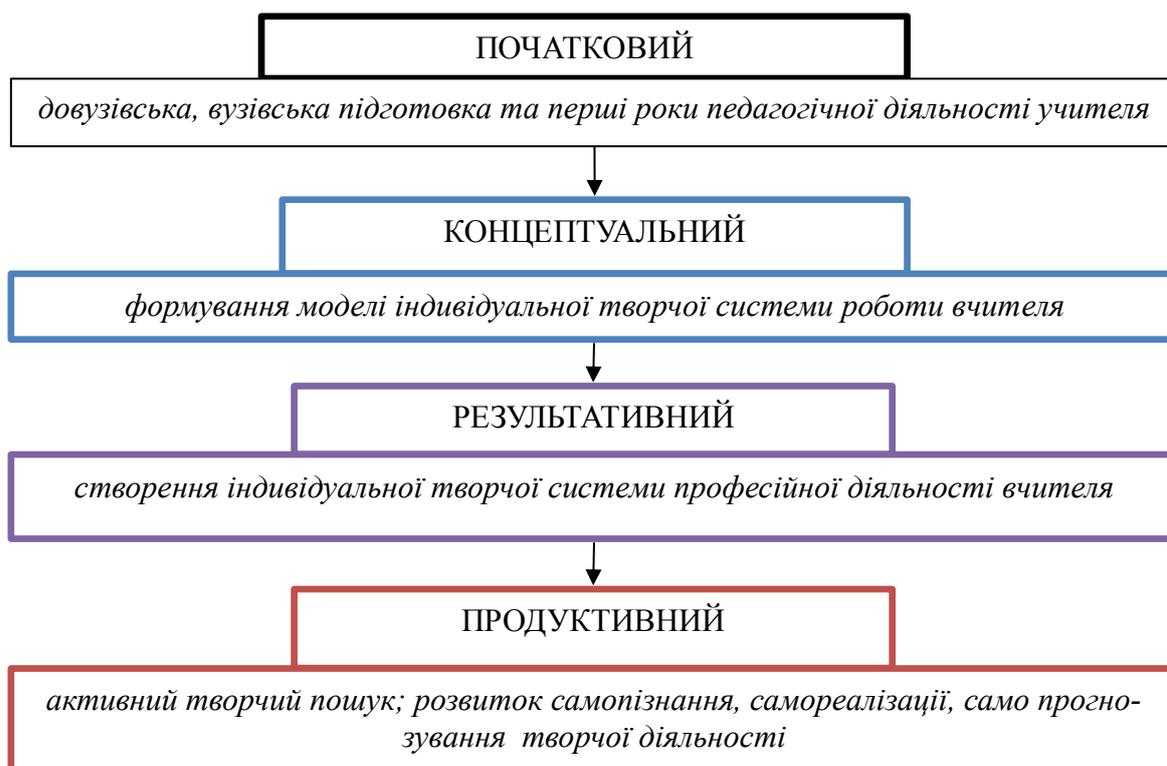 ПОЧАТКОВИЙ
довузівська, вузівська підготовка та перші роки педагогічної діяльності учителя
КОНЦЕПТУАЛЬНИЙ
формування моделі індивідуальної творчої системи роботи вчителя
РЕЗУЛЬТАТИВНИЙ
створення індивідуальної творчої системи професійної діяльності вчителя
ПРОДУКТИВНИЙ
активний творчий пошук; розвиток самопізнання, самореалізації, само прогно-
зування творчої діяльності